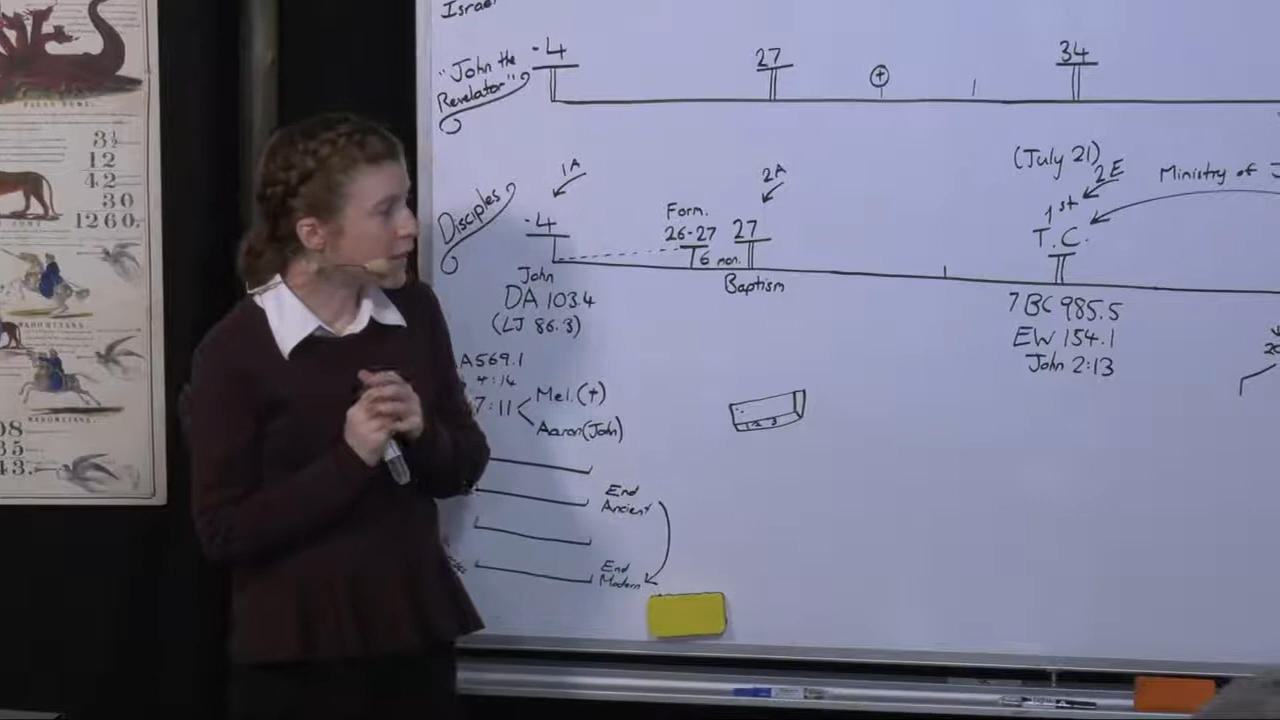 3½
12
42
30
1260.
Israel
"John the
Revelator"
-4
27
34
Disciples
1A
-4
Form.
26-27
6 mon.
2A
27
Baptism
John
DA 103.4
(LJ 86.3)
(July 21)
2E
1st
T.C.
Ministry of J
7BC 985.5
EW 154.1
John 2:13
A569.1
4:14
7:11
Mel.(+)
Aaron(John)
End
Ancient
End
Modern